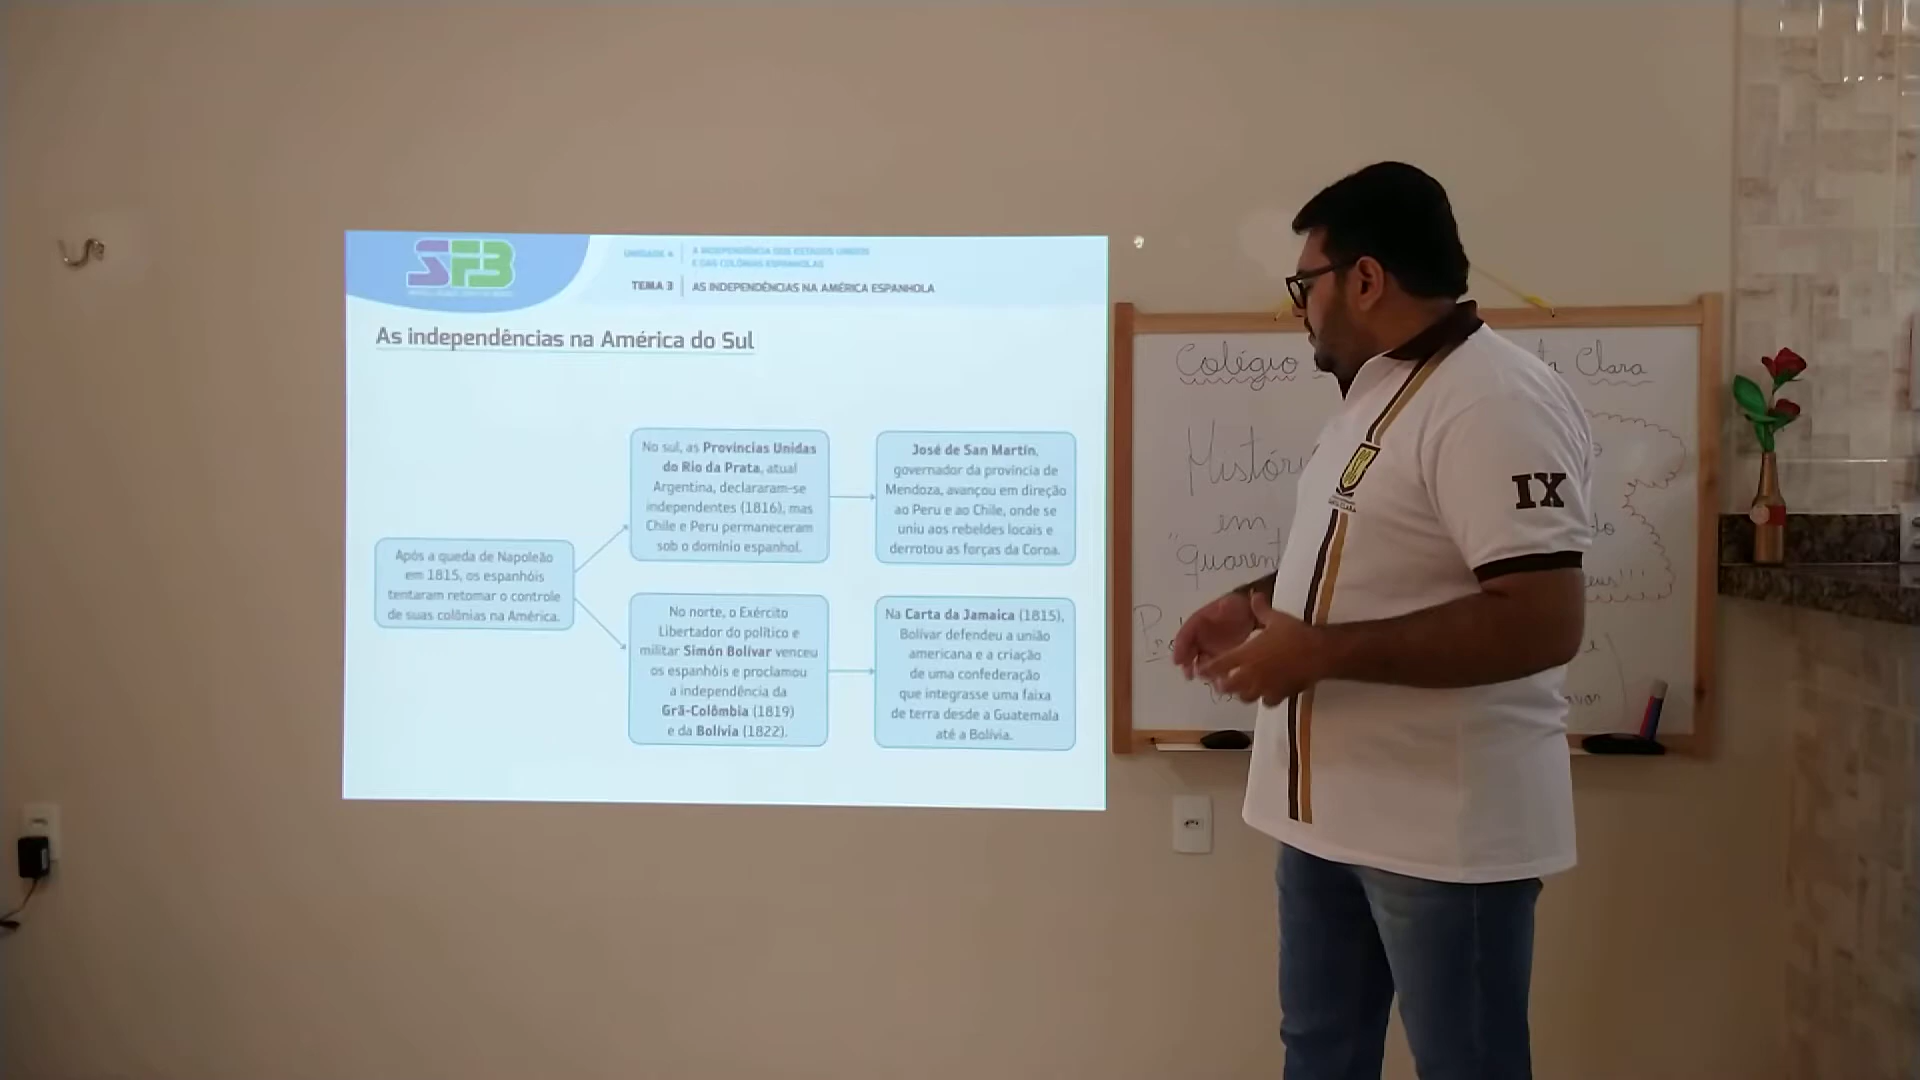 SFB
UNIDADE 4
A INDEPENDÊNCIA DOS ESTADOS UNIDOS
E DAS COLÔNIAS ESPANHOLAS
TEMA 3
AS INDEPENDÊNCIAS NA AMÉRICA ESPANHOLA
As independências na América do Sul
Após a queda de Napoleão
em 1815, os espanhóis
tentaram retomar o controle
de suas colônias na América.
No sul, as Províncias Unidas
do Rio da Prata, atual
Argentina, declararam-se
independentes (1816), mas
Chile e Peru permaneceram
sob o domínio espanhol.
José de San Martín,
governador da província de
Mendoza, avançou em direção
ao Peru e ao Chile, onde se
uniu aos rebeldes locais e
derrotou as forças da Coroa.
No norte, o Exército
Libertador do político e
militar Simón Bolívar venceu
os espanhóis e proclamou
a independência da
Grã-Colômbia (1819)
e da Bolívia (1822).
Na Carta da Jamaica (1815),
Bolívar defendeu a união
americana e a criação
de uma confederação
que integrasse uma faixa
de terra desde a Guatemala
até a Bolívia.
Colégio Clara
Históri
em
"quaren
IX